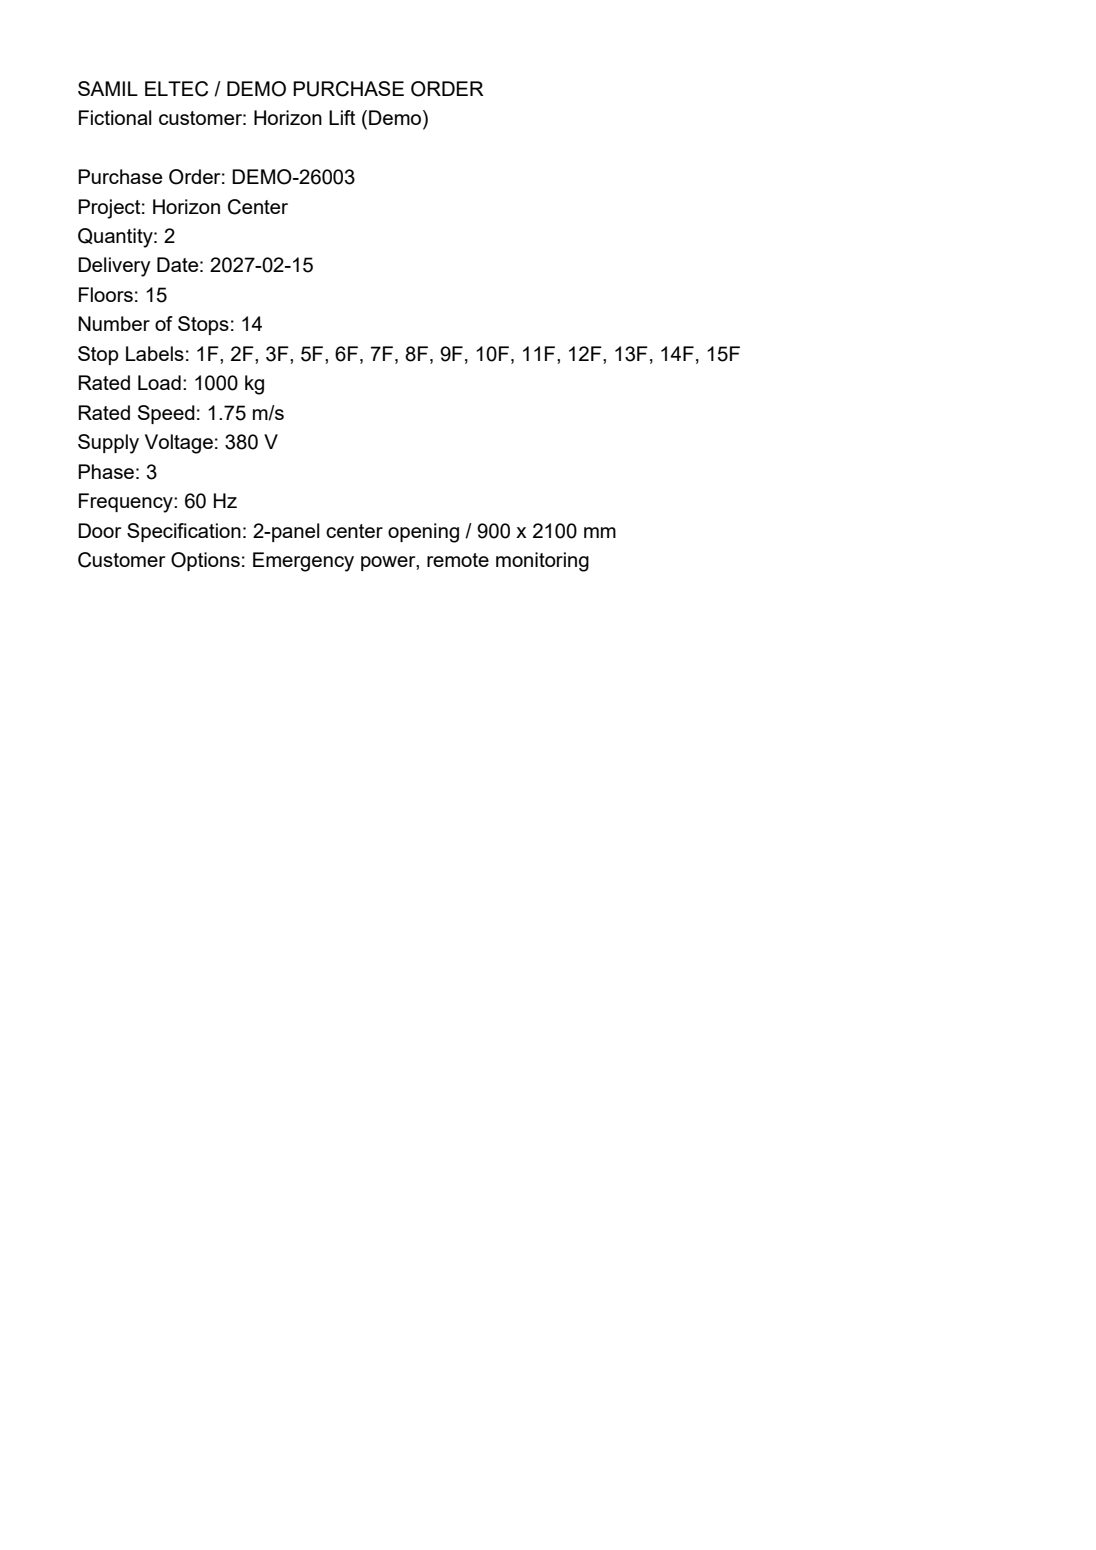 SAMIL ELTEC / DEMO PURCHASE ORDER
Fictional customer: Horizon Lift (Demo)
Purchase Order: DEMO-26003
Project: Horizon Center
Quantity: 2
Delivery Date: 2027-02-15
Floors: 15
Number of Stops: 14
Stop Labels: 1F, 2F, 3F, 5F, 6F, 7F, 8F, 9F, 10F, 11F, 12F, 13F, 14F, 15F
Rated Load: 1000 kg
Rated Speed: 1.75 m/s
Supply Voltage: 380 V
Phase: 3
Frequency: 60 Hz
Door Specification: 2-panel center opening / 900 x 2100 mm
Customer Options: Emergency power, remote monitoring